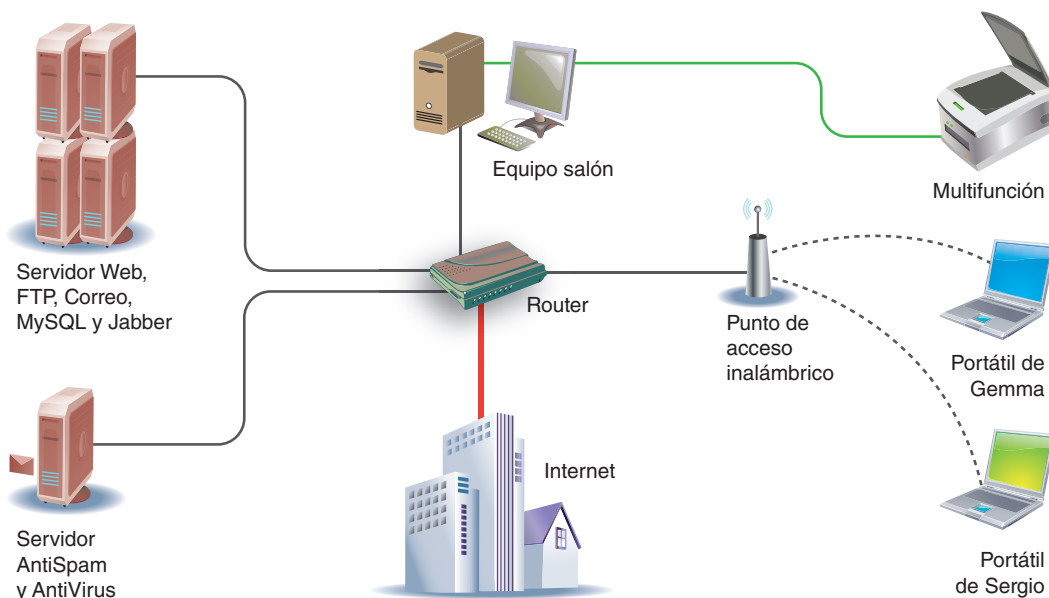 Equipo salón
Multifunción
Servidor Web,
FTP, Correo,
MySQL y Jabber
Router
Punto de
acceso
inalámbrico
Portátil de
Gemma
Internet
Servidor
AntiSpam
y AntiVirus
Portátil
de Sergio